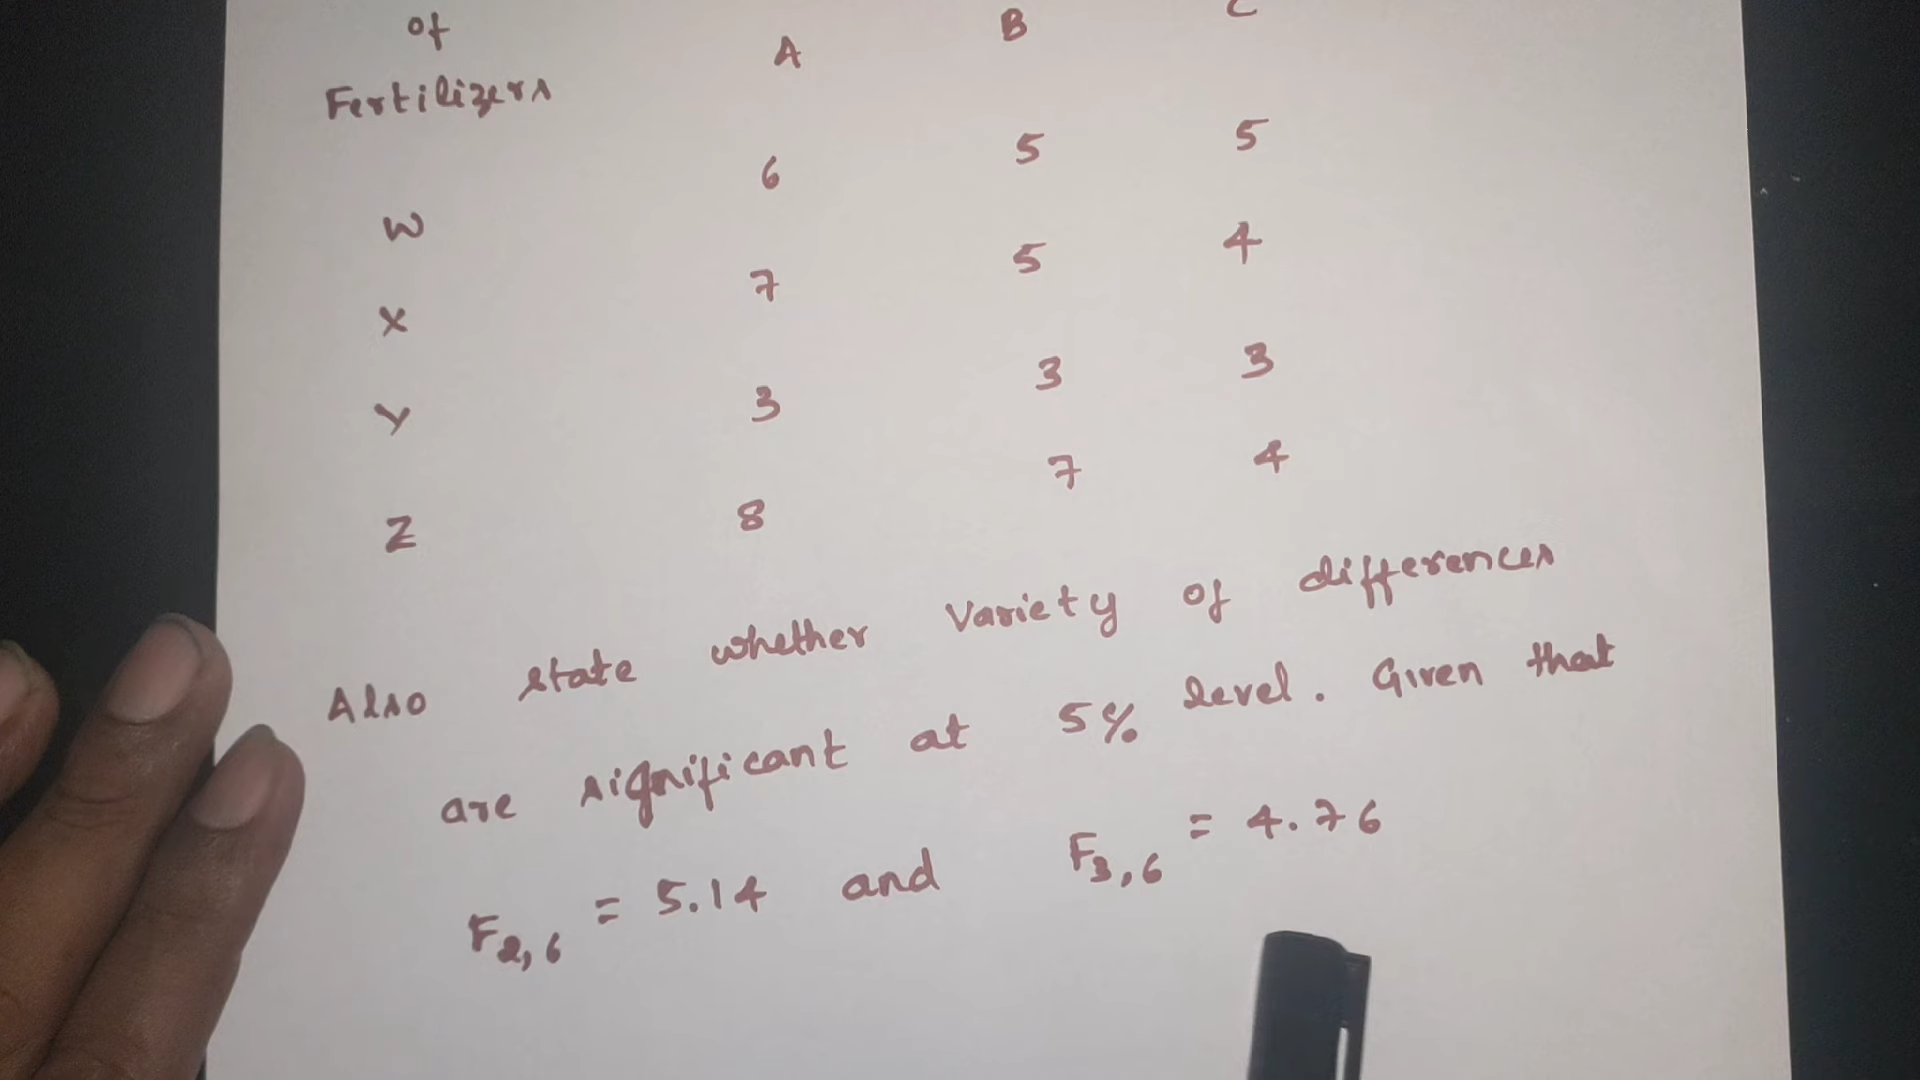 of
Fertilizers A B C
W 6 5 5
X 7 5 4
Y 3 3 3
Z 8 7 4
Also state whether Variety of differences
are significant at 5% level. Given that
F2,6 = 5.14 and F3,6 = 4.76